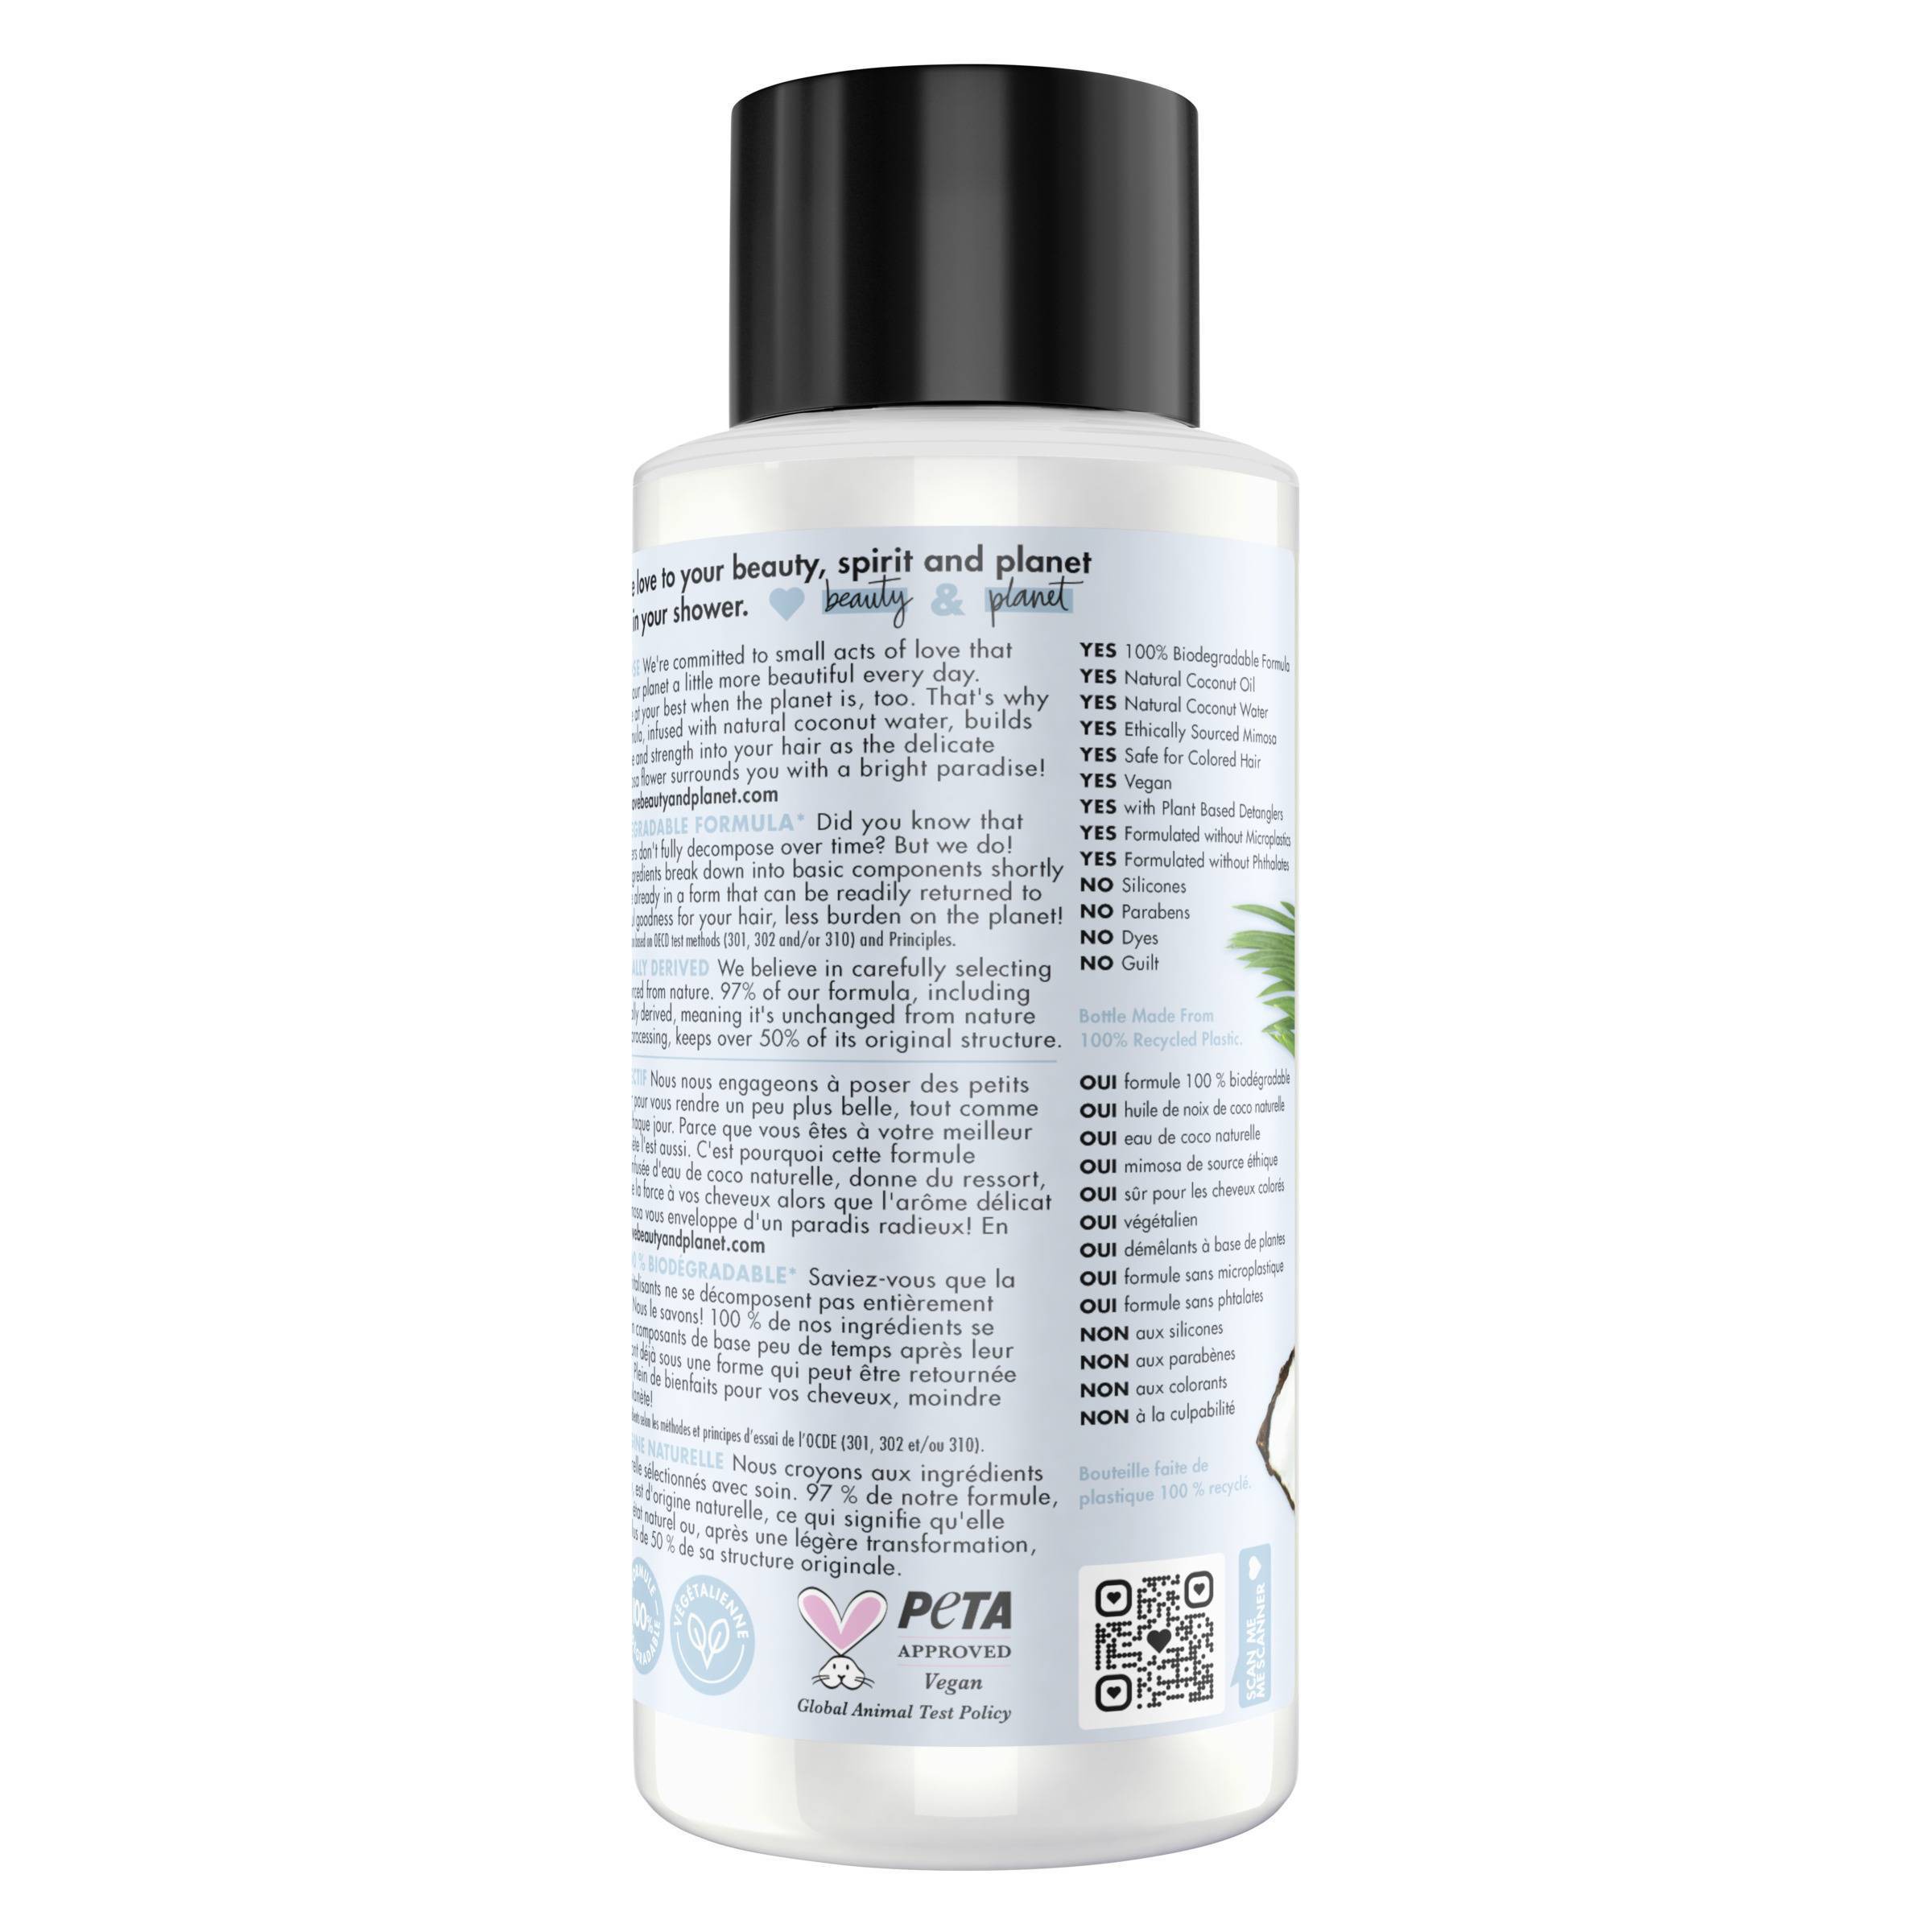 love to your beauty, spirit and planet
in your shower.
beauty & planet
We're committed to small acts of love that
planet a little more beautiful every day.
at your best when the planet is, too. That's why
infused with natural coconut water, builds
and strength into your hair as the delicate
flower surrounds you with a bright paradise!
FORMULA* Did you know that
don't fully decompose over time? But we do!
break down into basic components shortly
already in a form that can be readily returned to
goodness for your hair, less burden on the planet!
based on OECD test methods (301, 302 and/or 310) and Principles.
DERIVED We believe in carefully selecting
from nature. 97% of our formula, including
derived, meaning it's unchanged from nature
keeps over 50% of its original structure.
Nous nous engageons à poser des petits
pour vous rendre un peu plus belle, tout comme
jour. Parce que vous êtes à votre meilleur
l'est aussi. C'est pourquoi cette formule
d'eau de coco naturelle, donne du ressort,
la force à vos cheveux alors que l'arôme délicat
vous enveloppe d'un paradis radieux! En
% BIODÉGRADABLE* Saviez-vous que la
ne se décomposent pas entièrement
Nous le savons! 100 % de nos ingrédients se
composants de base peu de temps après leur
déjà sous une forme qui peut être retournée
Plein de bienfaits pour vos cheveux, moindre
selon les méthodes et principes d'essai de l'OCDE (301, 302 et/ou 310).
NATURELLE Nous croyons aux ingrédients
sélectionnés avec soin. 97 % de notre formule,
est d'origine naturelle, ce qui signifie qu'elle
naturel ou, après une légère transformation,
de 50 % de sa structure originale.
YES 100% Biodegradable Formula
YES Natural Coconut Oil
YES Natural Coconut Water
YES Ethically Sourced Mimosa
YES Safe for Colored Hair
YES Vegan
YES with Plant Based Detanglers
YES Formulated without Microplastics
YES Formulated without Phthalates
NO Silicones
NO Parabens
NO Dyes
NO Guilt
Bottle Made From
100% Recycled Plastic.
OUI formule 100 % biodégradable
OUI huile de noix de coco naturelle
OUI eau de coco naturelle
OUI mimosa de source éthique
OUI sûr pour les cheveux colorés
OUI végétalien
OUI démêlants à base de plantes
OUI formule sans microplastique
OUI formule sans phtalates
NON aux silicones
NON aux parabènes
NON aux colorants
NON à la culpabilité
Bouteille faite de
plastique 100 % recyclé.
VÉGÉTALIENNE
PeTA
APPROVED
Vegan
Global Animal Test Policy
SCAN ME
ME SCANNER